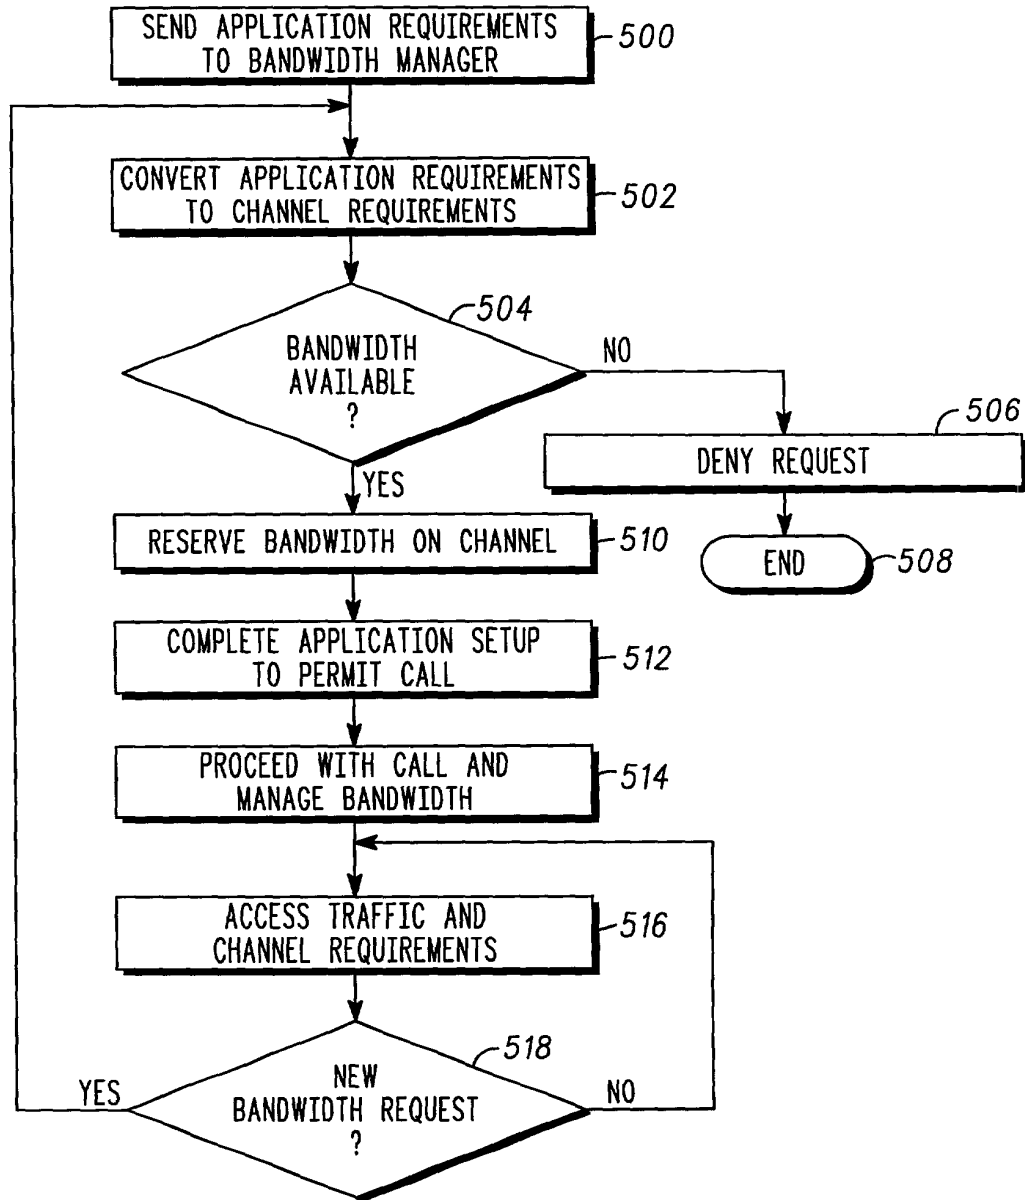 SEND APPLICATION REQUIREMENTS
TO BANDWIDTH MANAGER
500
CONVERT APPLICATION REQUIREMENTS
TO CHANNEL REQUIREMENTS
502
504
BANDWIDTH
AVAILABLE
?
NO
YES
506
DENY REQUEST
END
508
RESERVE BANDWIDTH ON CHANNEL
510
COMPLETE APPLICATION SETUP
TO PERMIT CALL
512
PROCEED WITH CALL AND
MANAGE BANDWIDTH
514
ACCESS TRAFFIC AND
CHANNEL REQUIREMENTS
516
518
YES
NEW
BANDWIDTH REQUEST
?
NO